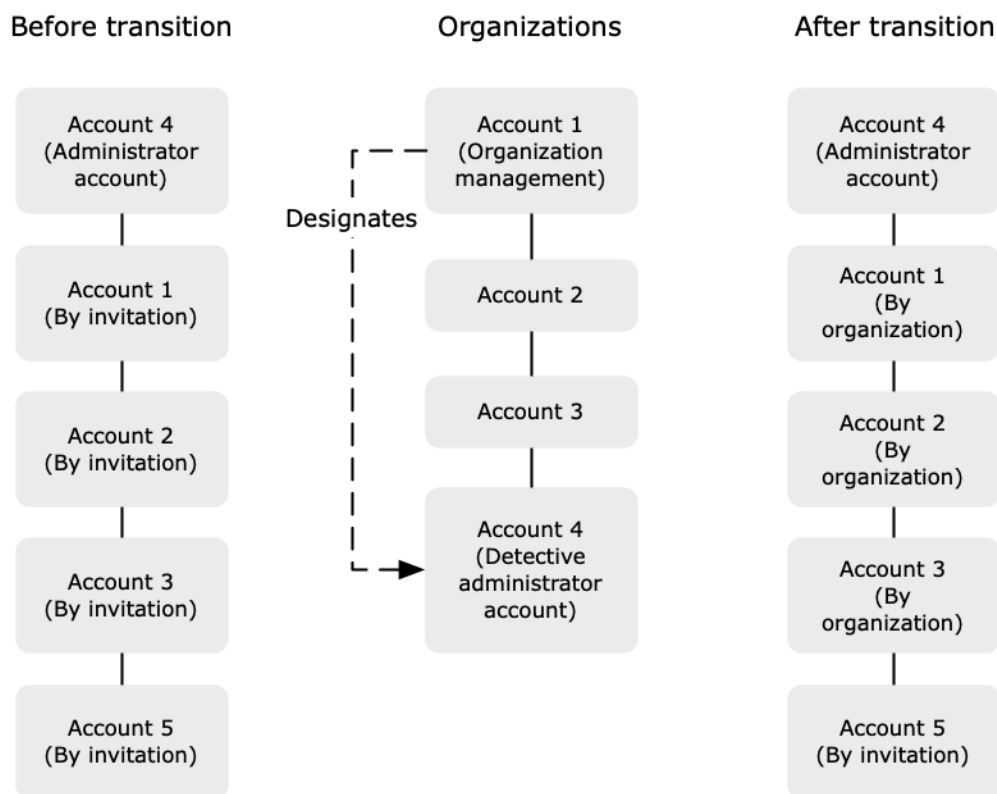 Before transition
Organizations
After transition
Account 4
(Administrator
account)
Account 1
(By invitation)
Account 2
(By invitation)
Account 3
(By invitation)
Account 5
(By invitation)
Designates
Account 1
(Organization
management)
Account 2
Account 3
Account 4
(Detective
administrator
account)
Account 4
(Administrator
account)
Account 1
(By
organization)
Account 2
(By
organization)
Account 3
(By
organization)
Account 5
(By invitation)